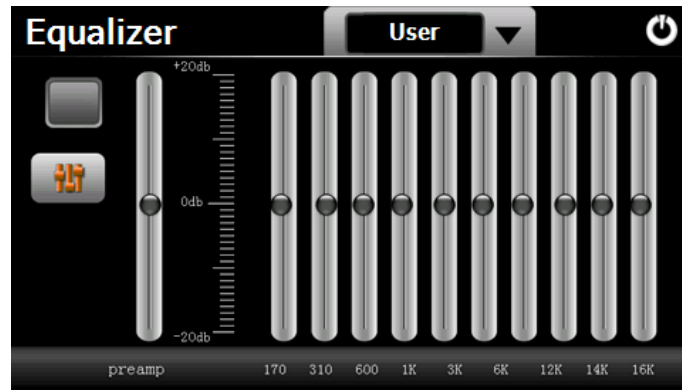 Equalizer User
+20db
0db
-20db
preamp 170 310 600 1K 3K 6K 12K 14K 16K